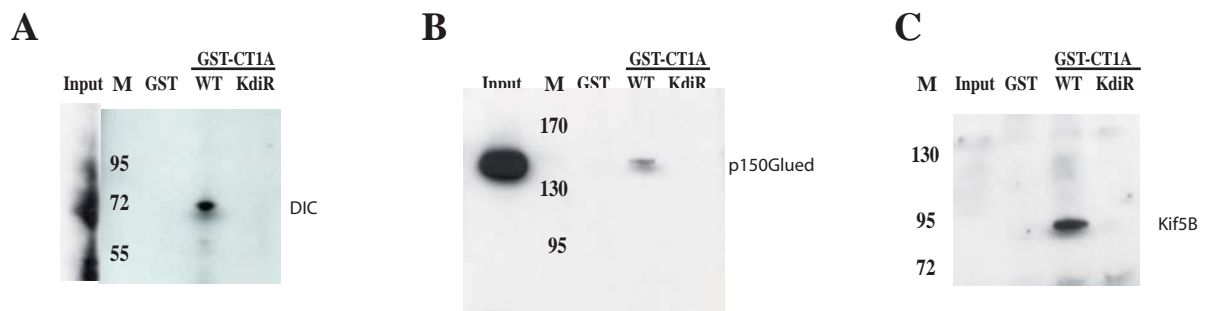 A
GST-CT1A
Input M GST WT KdiR
95
72
55
DIC
B
GST-CT1A
Input M GST WT KdiR
170
130
95
p150Glued
C
GST-CT1A
M Input GST WT KdiR
130
95
72
Kif5B